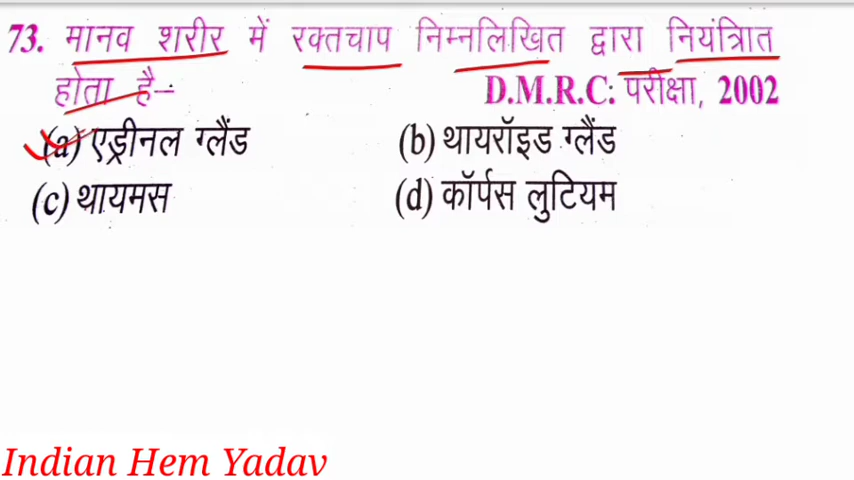 73. मानव शरीर में रक्तचाप निम्नलिखित द्वारा नियंत्रित
होता है– D.M.R.C. परीक्षा, 2002
(a) एड्रीनल ग्लैंड (b) थायरॉइड ग्लैंड
(c) थायमस (d) कॉर्पस लुटियम
Indian Hem Yadav